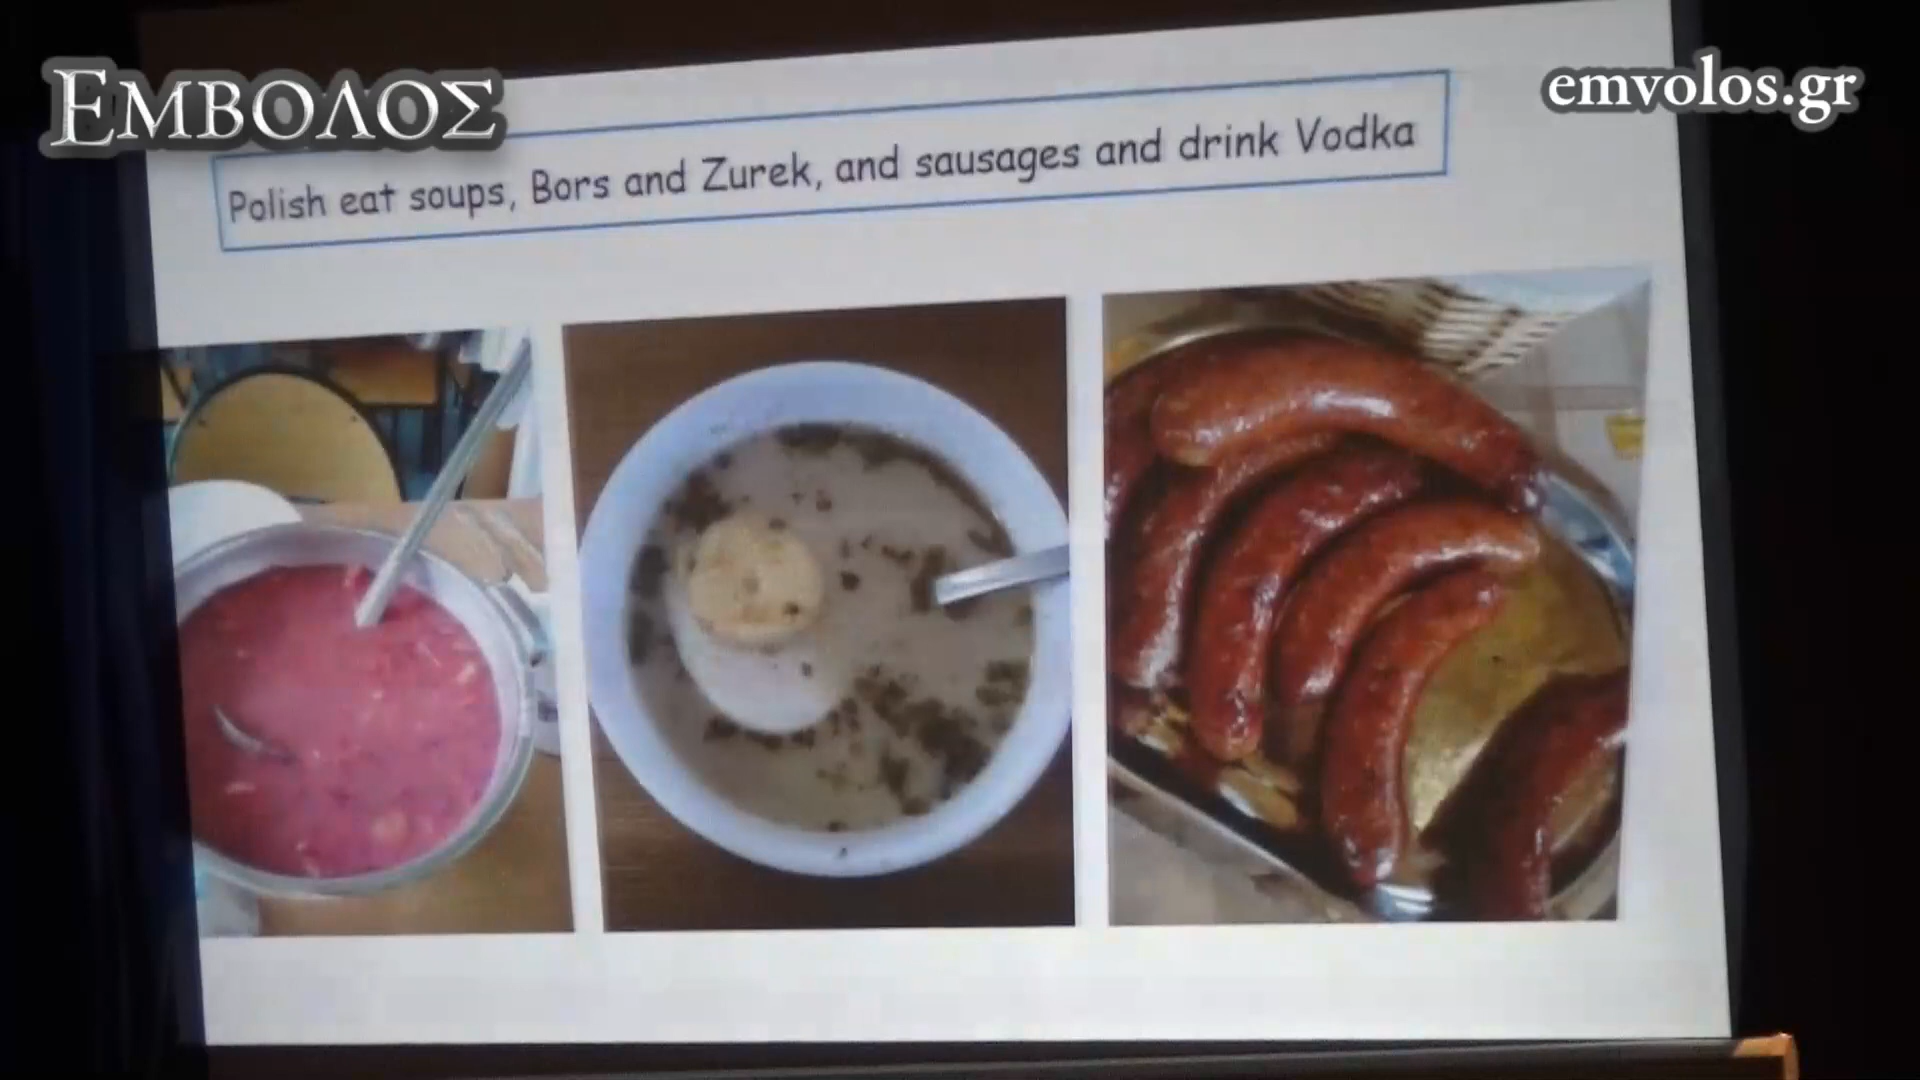 ΕΜΒΟΛΟΣ
emvolos.gr
Polish eat soups, Bors and Zurek, and sausages and drink Vodka